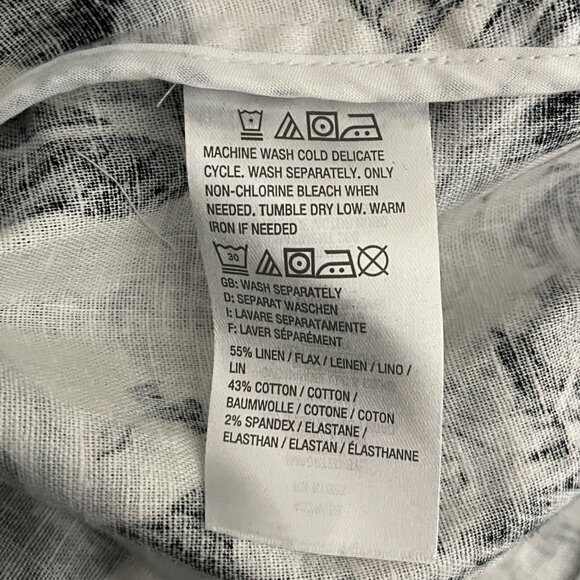 MACHINE WASH COLD DELICATE
CYCLE. WASH SEPARATELY. ONLY
NON-CHLORINE BLEACH WHEN
NEEDED. TUMBLE DRY LOW. WARM
IRON IF NEEDED
30
GB: WASH SEPARATELY
D: SEPARAT WASCHEN
I: LAVARE SEPARATAMENTE
F: LAVER SÉPARÉMENT
55% LINEN / FLAX / LEINEN / LINO /
LIN
43% COTTON / COTTON /
BAUMWOLLE / COTONE / COTON
2% SPANDEX / ELASTANE /
ELASTHAN / ELASTAN / ÉLASTHANNE